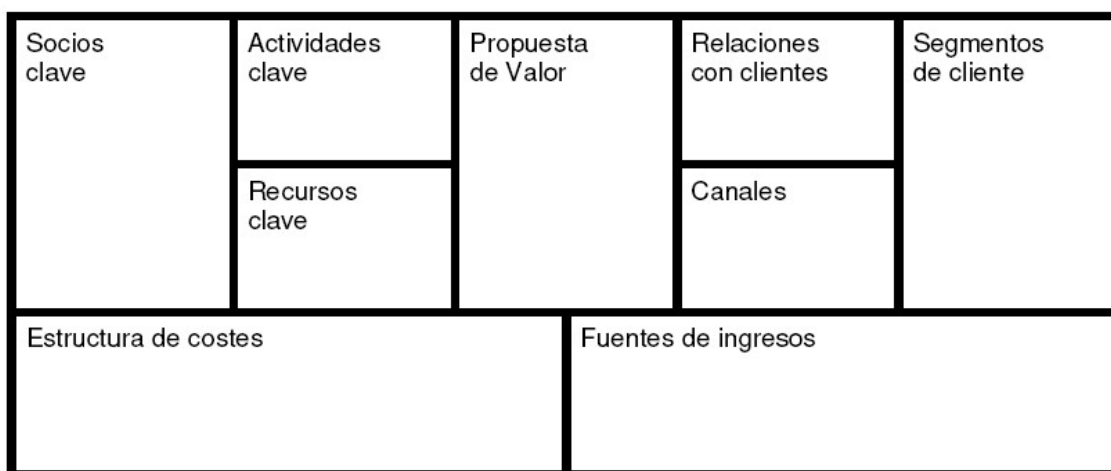 Socios
clave
Actividades
clave
Recursos
clave
Propuesta
de Valor
Relaciones
con clientes
Canales
Segmentos
de cliente
Estructura de costes
Fuentes de ingresos